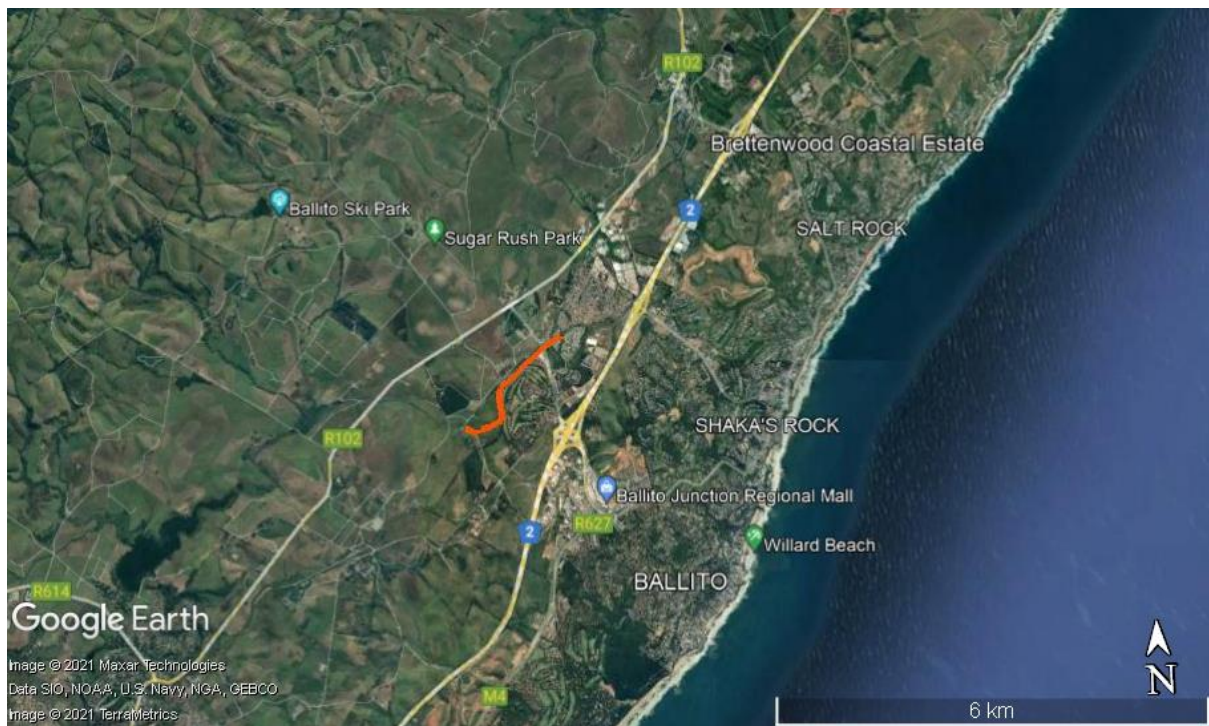 R102
Brettenwood Coastal Estate
Ballito Ski Park
2
SALT ROCK
Sugar Rush Park
SHAKA'S ROCK
R102
Ballito Junction Regional Mall
R627
2
Willard Beach
BALLITO
R614
Google Earth
Image © 2021 Maxar Technologies
Data SIO, NOAA, U.S. Navy, NGA, GEBCO
Image © 2021 TerraMetrics
M4
N
6 km